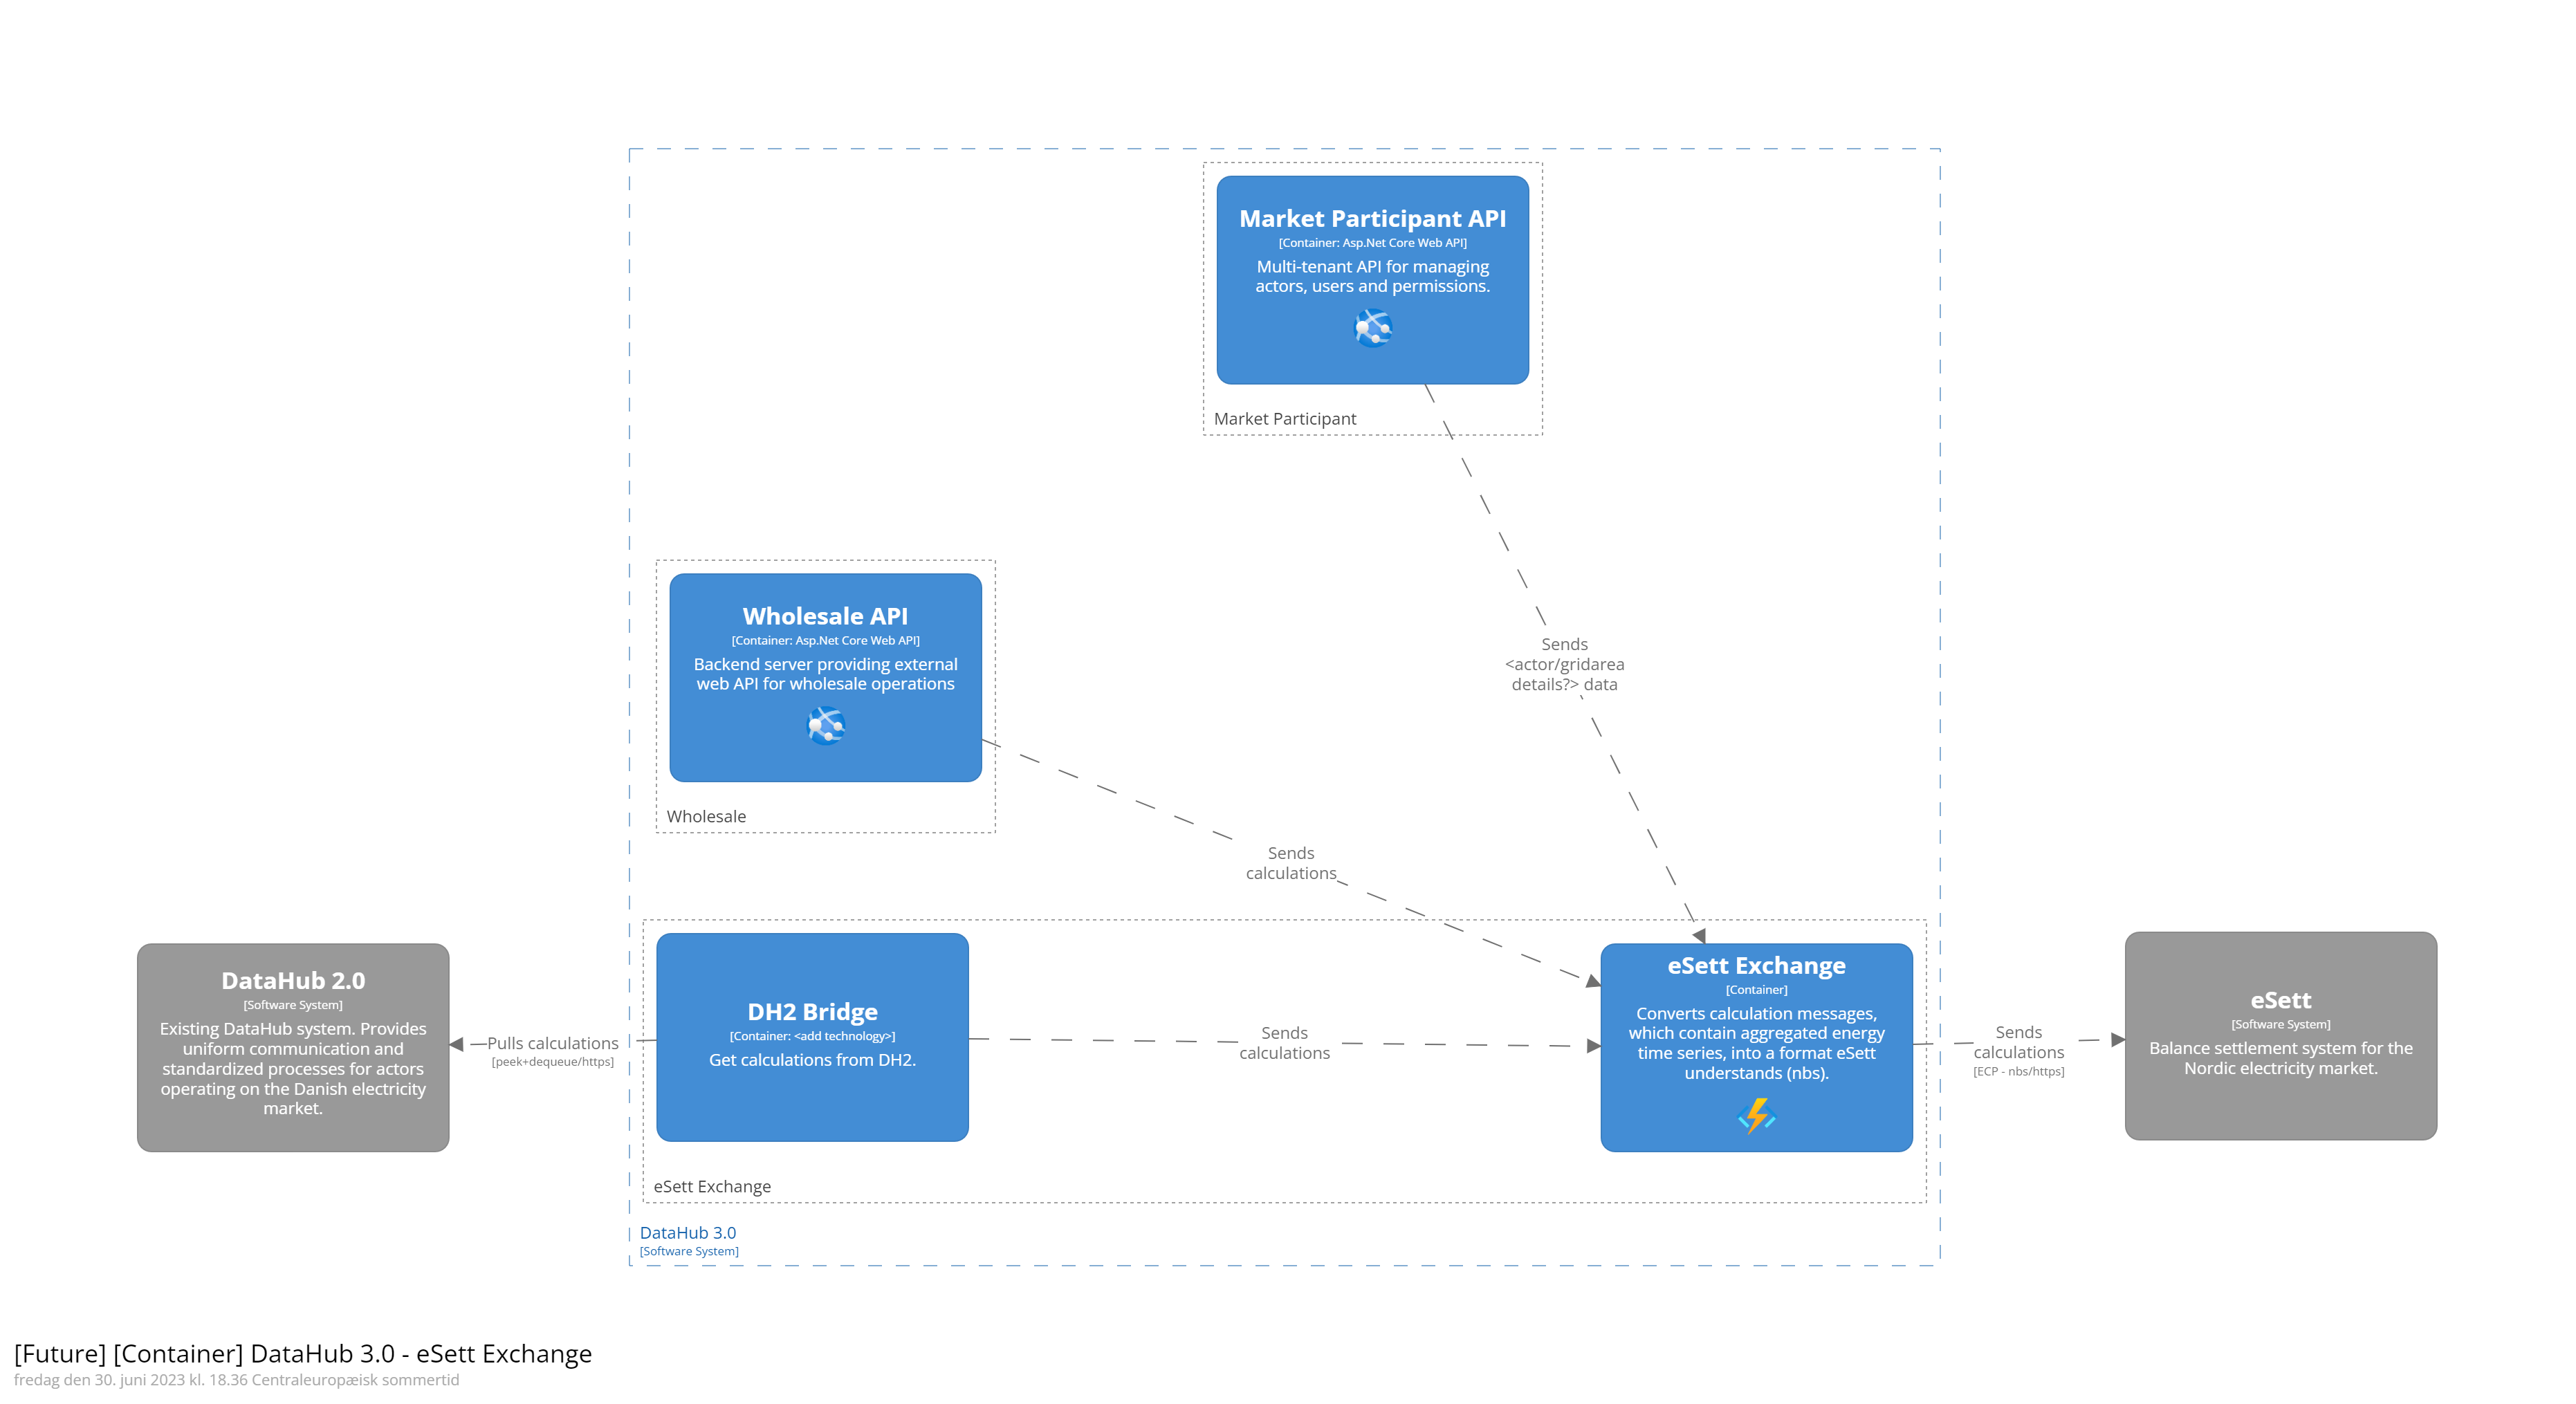 Market Participant API
[Container: Asp.Net Core Web API]
Multi-tenant API for managing
actors, users and permissions.
Market Participant
Sends
<actor/gridarea
details?> data
Wholesale API
[Container: Asp.Net Core Web API]
Backend server providing external
web API for wholesale operations
Wholesale
Sends
calculations
DataHub 2.0
[Software System]
Existing DataHub system. Provides
uniform communication and
standardized processes for actors
operating on the Danish electricity
market.
Pulls calculations
[peek+dequeue/https]
DH2 Bridge
[Container: <add technology>]
Get calculations from DH2.
Sends
calculations
eSett Exchange
[Container]
Converts calculation messages,
which contain aggregated energy
time series, into a format eSett
understands (nbs).
Sends
calculations
[ECP - nbs/https]
eSett
[Software System]
Balance settlement system for the
Nordic electricity market.
eSett Exchange
DataHub 3.0
[Software System]
[Future] [Container] DataHub 3.0 - eSett Exchange
fredag den 30. juni 2023 kl. 18.36 Centraleuropæisk sommertid